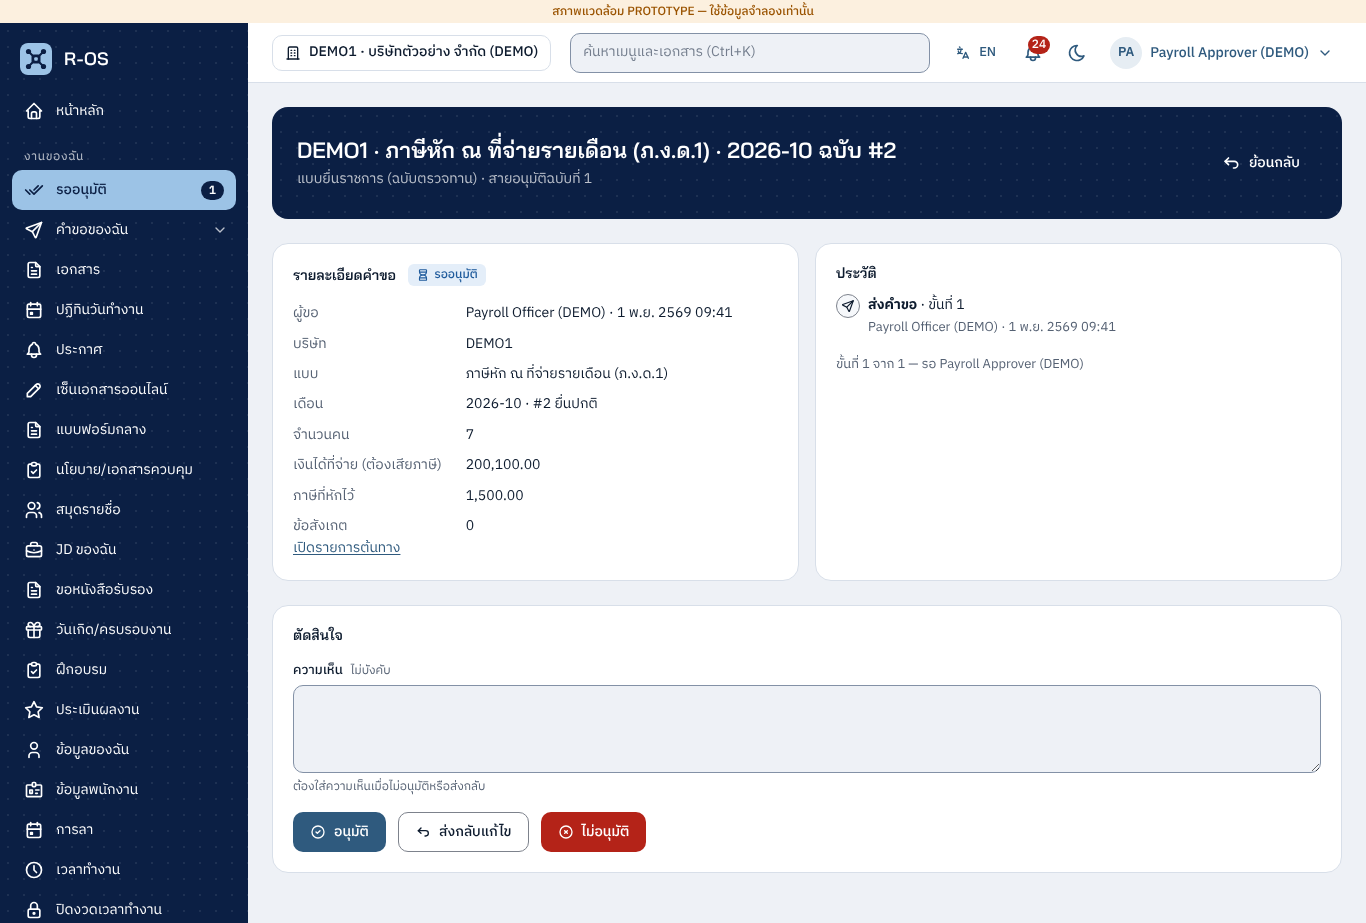 สภาพแวดล้อม PROTOTYPE — ใช้ข้อมูลจำลองเท่านั้น
R-OS
DEMO1 · บริษัทตัวอย่าง จำกัด (DEMO)
ค้นหาเมนูและเอกสาร (Ctrl+K)
EN
24
PA
Payroll Approver (DEMO)
หน้าหลัก
งานของฉัน
รออนุมัติ 1
คำขอของฉัน
เอกสาร
ปฏิทินวันทำงาน
ประกาศ
เซ็นเอกสารออนไลน์
แบบฟอร์มกลาง
นโยบาย/เอกสารควบคุม
สมุดรายชื่อ
JD ของฉัน
ขอหนังสือรับรอง
วันเกิด/ครบรอบงาน
ฝึกอบรม
ประเมินผลงาน
ข้อมูลของฉัน
ข้อมูลพนักงาน
การลา
เวลาทำงาน
ปิดงวดเวลาทำงาน
DEMO1 · ภาษีหัก ณ ที่จ่ายรายเดือน (ภ.ง.ด.1) · 2026-10 ฉบับ #2
แบบยื่นราชการ (ฉบับตรวจทาน) · สายอนุมัติฉบับที่ 1
ย้อนกลับ
รายละเอียดคำขอ รออนุมัติ
ผู้ขอ Payroll Officer (DEMO) · 1 พ.ย. 2569 09:41
บริษัท DEMO1
แบบ ภาษีหัก ณ ที่จ่ายรายเดือน (ภ.ง.ด.1)
เดือน 2026-10 · #2 ยื่นปกติ
จำนวนคน 7
เงินได้ที่จ่าย (ต้องเสียภาษี) 200,100.00
ภาษีที่หักไว้ 1,500.00
ข้อสังเกต 0
เปิดรายการต้นทาง
ประวัติ
ส่งคำขอ · ขั้นที่ 1
Payroll Officer (DEMO) · 1 พ.ย. 2569 09:41
ขั้นที่ 1 จาก 1 — รอ Payroll Approver (DEMO)
ตัดสินใจ
ความเห็น ไม่บังคับ
ต้องใส่ความเห็นเมื่อไม่อนุมัติหรือส่งกลับ
อนุมัติ
ส่งกลับแก้ไข
ไม่อนุมัติ